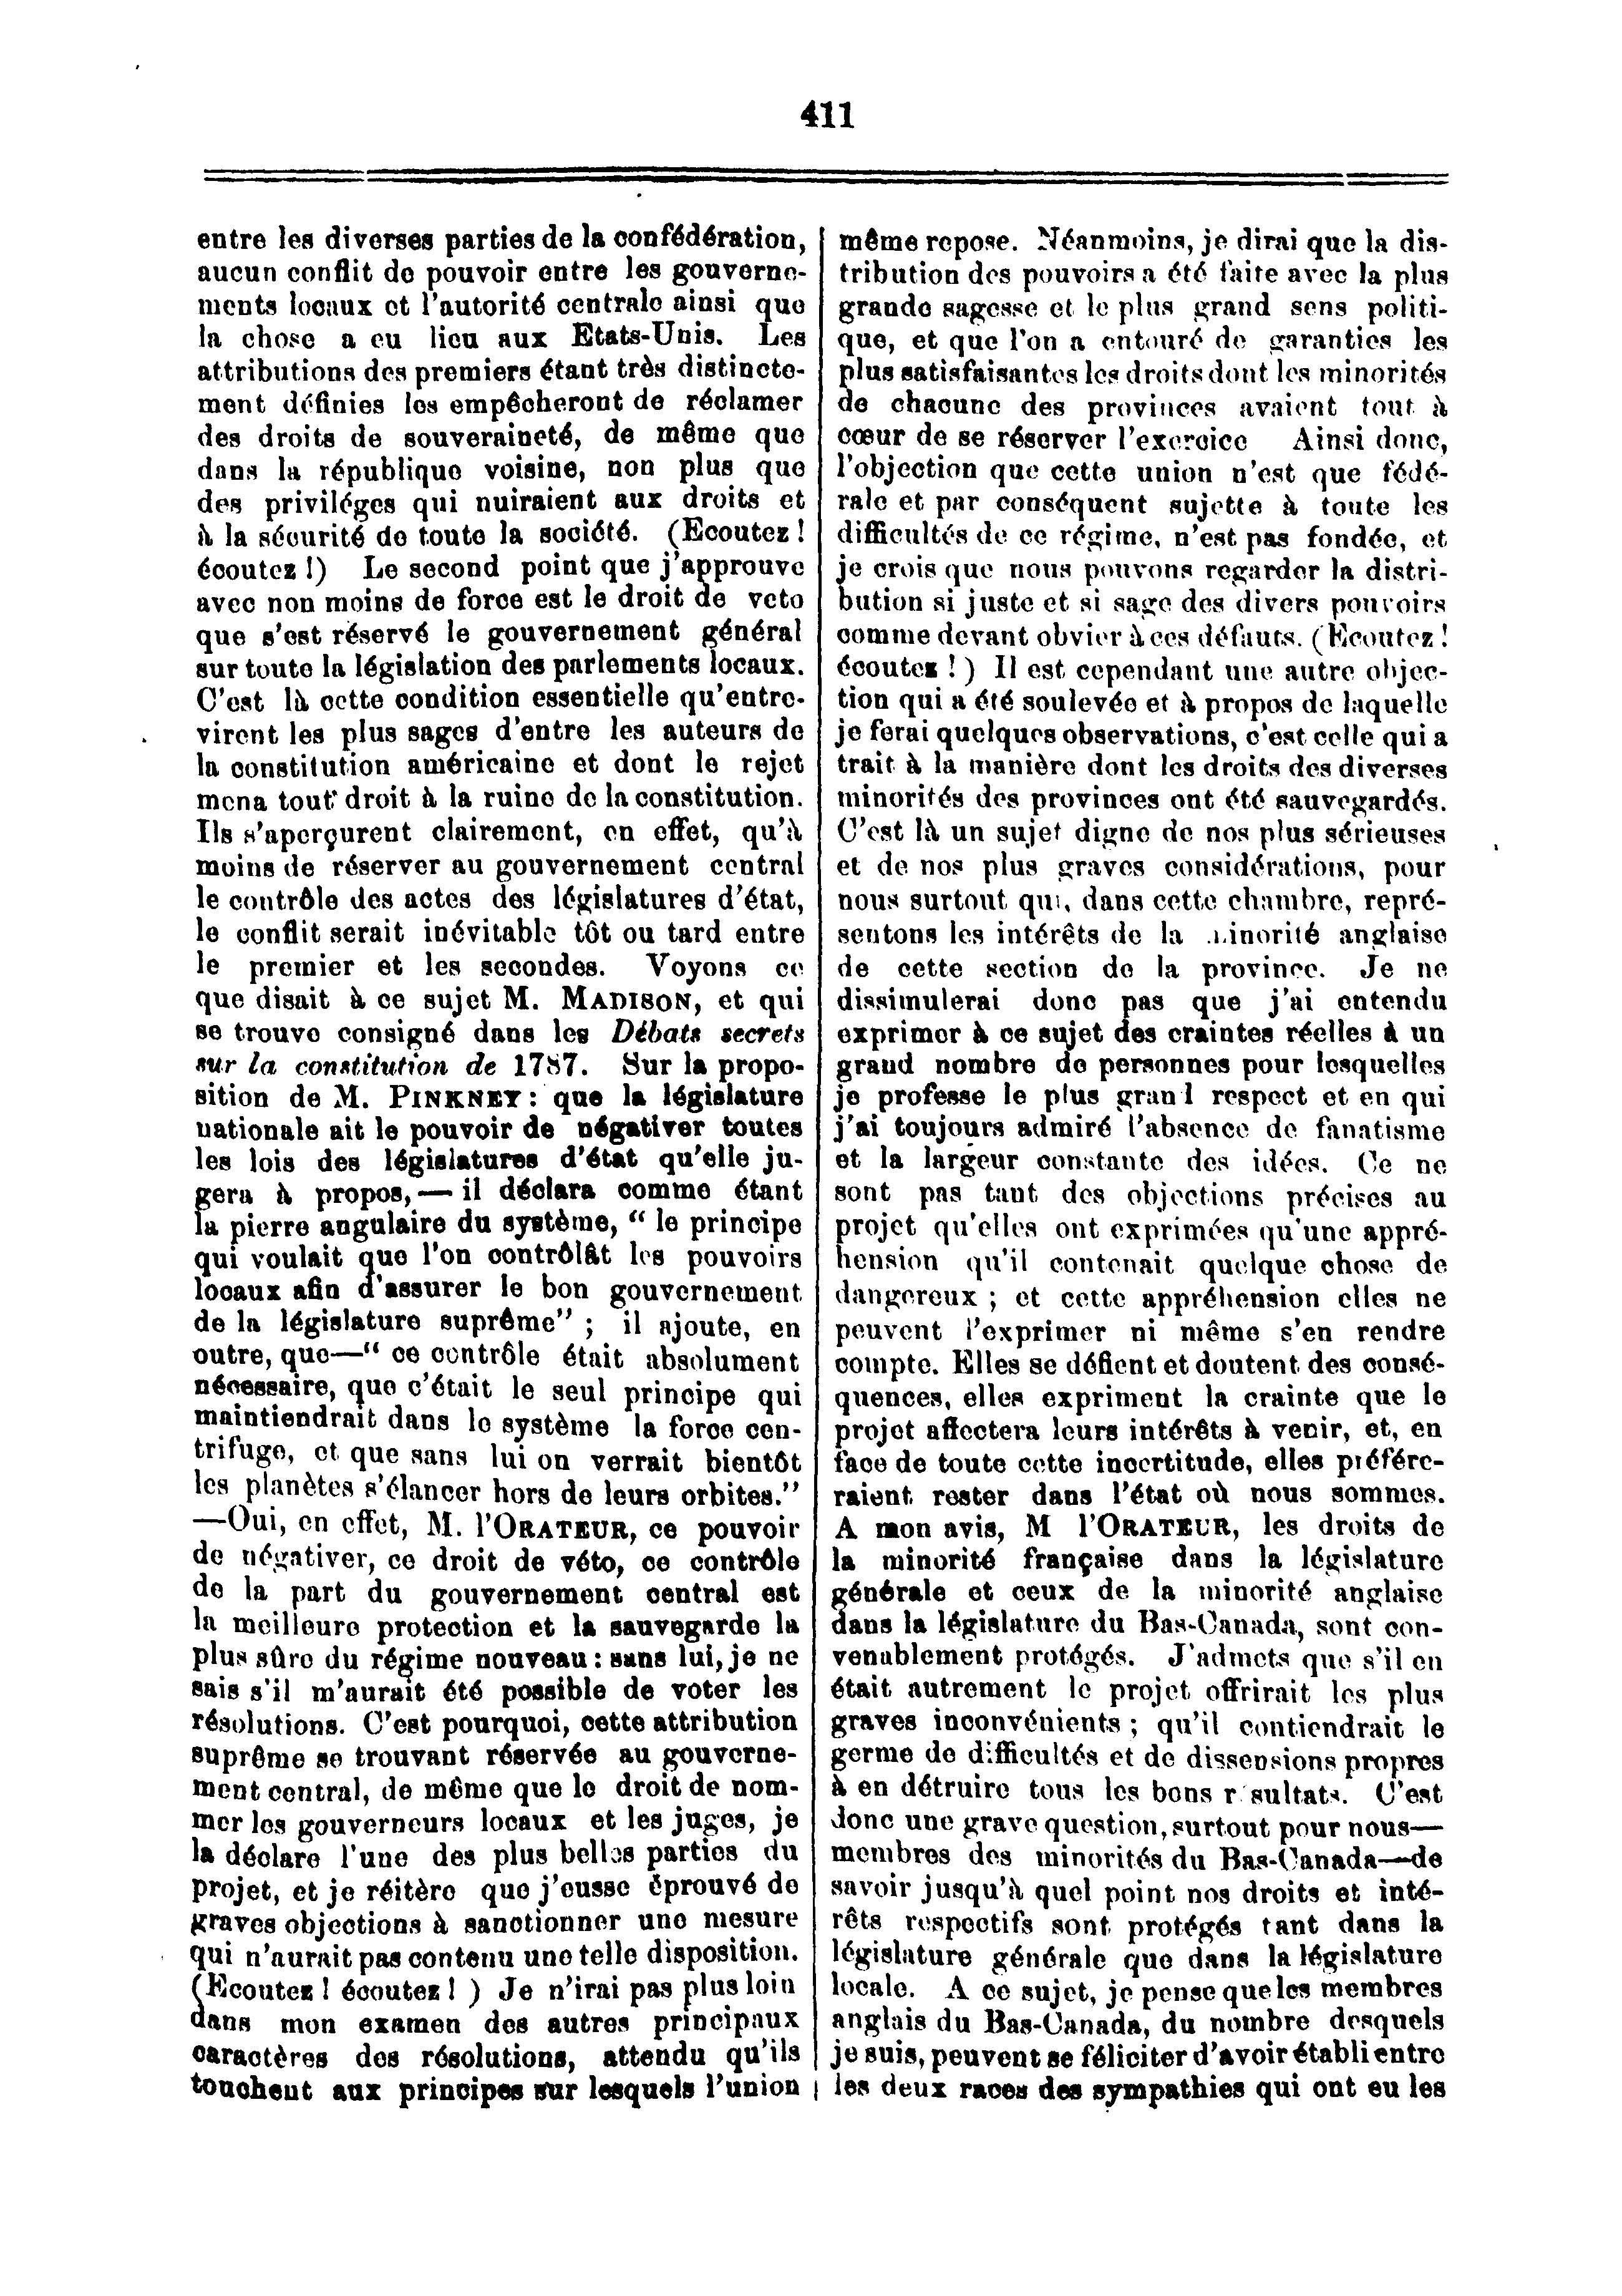 411
entre les diverses parties de la confédération,
aucun conflit de pouvoir entre les gouverne-
ments locaux et l'autorité centrale ainsi que
la chose a eu lieu aux Etats-Unis. Les
attributions des premiers étant très distincte-
ment définies les empêcheront de réclamer
des droits de souveraineté, de même que
dans la république voisine, non plus que
des priviléges qui nuiraient aux droits et
à la sécurité de toute la société. (Ecoutez !
écoutez !) Le second point que j'approuve
avec non moins de force est le droit de veto
que s'est réservé le gouvernement général
sur toute la législation des parlements locaux.
C'est là cette condition essentielle qu'entre-
virent les plus sages d'entre les auteurs de
la constitution américaine et dont le rejet
mena tout droit à la ruine de la constitution.
Ils s'aperçurent clairement, en effet, qu'à
moins de réserver au gouvernement central
le contrôle des actes des législatures d'état,
le conflit serait inévitable tôt ou tard entre
le premier et les secondes. Voyons ce
que disait à ce sujet M. MADISON, et qui
se trouve consigné dans les Débats secrets
sur la constitution de 1787. Sur la propo-
sition de M. PINKNEY : que la législature
nationale ait le pouvoir de négativer toutes
les lois des législatures d'état qu'elle ju-
gera à propos,— il déclara comme étant
la pierre angulaire du système, " le principe
qui voulait que l'on contrôlât les pouvoirs
locaux afin d'assurer le bon gouvernement
de la législature suprême" ; il ajoute, en
outre, que—" ce contrôle était absolument
nécessaire, que c'était le seul principe qui
maintiendrait dans le système la force cen-
trifuge, et que sans lui on verrait bientôt
les planètes s'élancer hors de leurs orbites."
—Oui, en effet, M. l'ORATEUR, ce pouvoir
de négativer, ce droit de véto, ce contrôle
de la part du gouvernement central est
la meilleure protection et la sauvegarde la
plus sûre du régime nouveau : sans lui, je ne
sais s'il m'aurait été possible de voter les
résolutions. C'est pourquoi, cette attribution
suprême se trouvant réservée au gouverne-
ment central, de même que le droit de nom-
mer les gouverneurs locaux et les juges, je
la déclare l'une des plus belles parties du
projet, et je réitère que j'eusse éprouvé de
graves objections à sanctionner une mesure
qui n'aurait pas contenu une telle disposition.
(Ecoutez ! écoutez ! ) Je n'irai pas plus loin
dans mon examen des autres principaux
caractères des résolutions, attendu qu'ils
touchent aux principes sur lesquels l'union
même repose. Néanmoins, je dirai que la dis-
tribution des pouvoirs a été faite avec la plus
grande sagesse et le plus grand sens politi-
que, et que l'on a entouré de garanties les
plus satisfaisantes les droits dont les minorités
de chacune des provinces avaient tout à
cœur de se réserver l'exercice Ainsi donc,
l'objection que cette union n'est que fédé-
rale et par conséquent sujette à toute les
difficultés de ce régime, n'est pas fondée, et
je crois que nous pouvons regarder la distri-
bution si juste et si sage des divers pouvoirs
comme devant obvier à ces défauts. (Ecoutez !
écoutez ! ) Il est cependant une autre objec-
tion qui a été soulevée et à propos de laquelle
je ferai quelques observations, c'est celle qui a
trait à la manière dont les droits des diverses
minorités des provinces ont été sauvegardés.
C'est là un sujet digne de nos plus sérieuses
et de nos plus graves considérations, pour
nous surtout qui, dans cette chambre, repré-
sentons les intérêts de la minorité anglaise
de cette section de la province. Je ne
dissimulerai donc pas que j'ai entendu
exprimer à ce sujet des craintes réelles à un
grand nombre de personnes pour lesquelles
je professe le plus grand respect et en qui
j'ai toujours admiré l'absence de fanatisme
et la largeur constante des idées. Ce ne
sont pas tant des objections précises au
projet qu'elles ont exprimées qu'une appré-
hension qu'il contenait quelque chose de
dangereux ; et cette appréhension elles ne
peuvent l'exprimer ni même s'en rendre
compte. Elles se défient et doutent des consé-
quences, elles expriment la crainte que le
projet affectera leurs intérêts à venir, et, en
face de toute cette incertitude, elles préfére-
raient rester dans l'état où nous sommes.
A mon avis, M l'ORATEUR, les droits de
la minorité française dans la législature
générale et ceux de la minorité anglaise
dans la législature du Bas-Canada, sont con-
venablement protégés. J'admets que s'il en
était autrement le projet offrirait les plus
graves inconvénients ; qu'il contiendrait le
germe de difficultés et de dissensions propres
à en détruire tous les bons résultats. C'est
donc une grave question, surtout pour nous—
membres des minorités du Bas-Canada—de
savoir jusqu'à quel point nos droits et inté-
rêts respectifs sont protégés tant dans la
législature générale que dans la législature
locale. A ce sujet, je pense que les membres
anglais du Bas-Canada, du nombre desquels
je suis, peuvent se féliciter d'avoir établi entre
les deux races des sympathies qui ont eu les